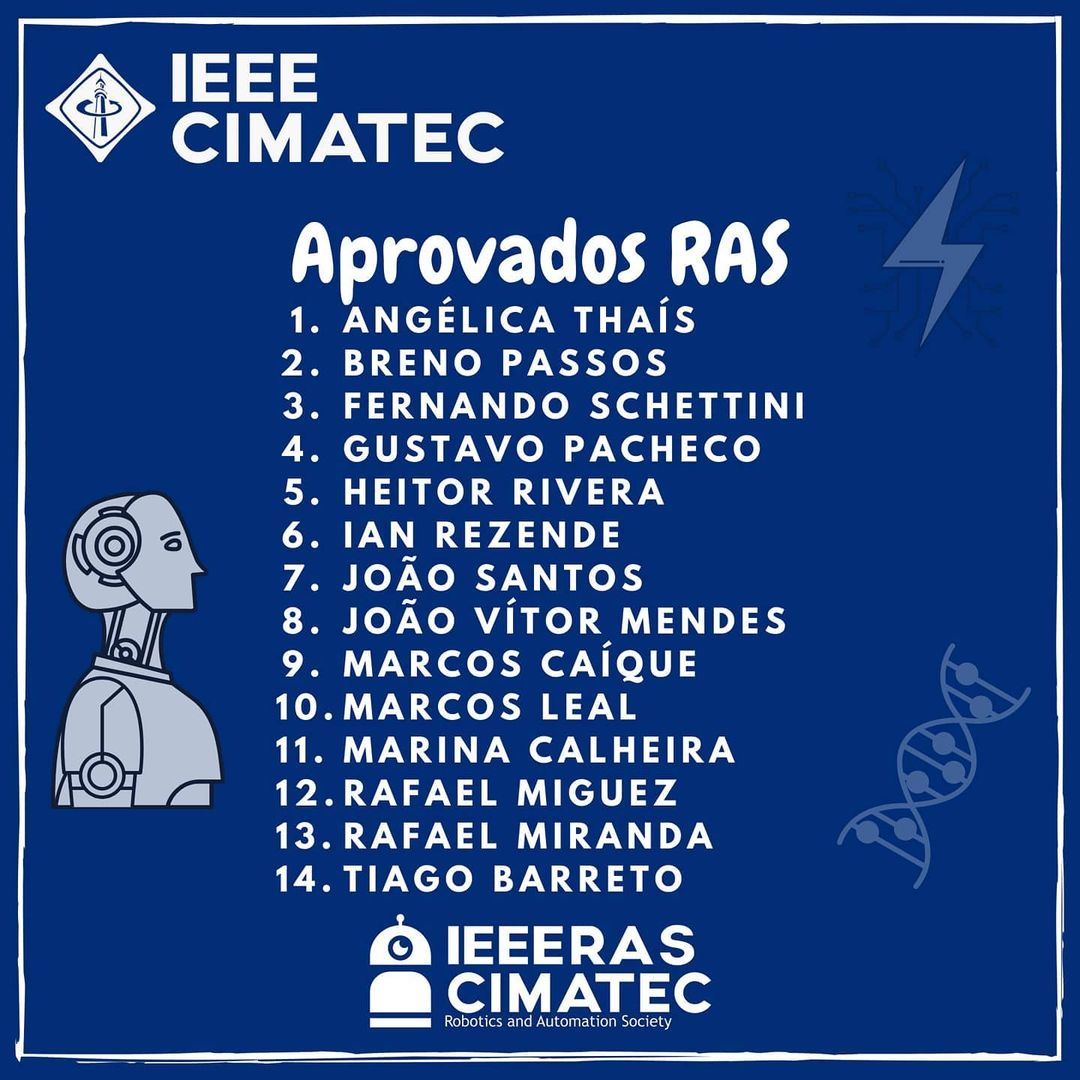 IEEE
CIMATEC
Aprovados RAS
1. ANGÉLICA THAÍS
2. BRENO PASSOS
3. FERNANDO SCHETTINI
4. GUSTAVO PACHECO
5. HEITOR RIVERA
6. IAN REZENDE
7. JOÃO SANTOS
8. JOÃO VÍTOR MENDES
9. MARCOS CAÍQUE
10. MARCOS LEAL
11. MARINA CALHEIRA
12. RAFAEL MIGUEZ
13. RAFAEL MIRANDA
14. TIAGO BARRETO
IEEERAS
CIMATEC
Robotics and Automation Society